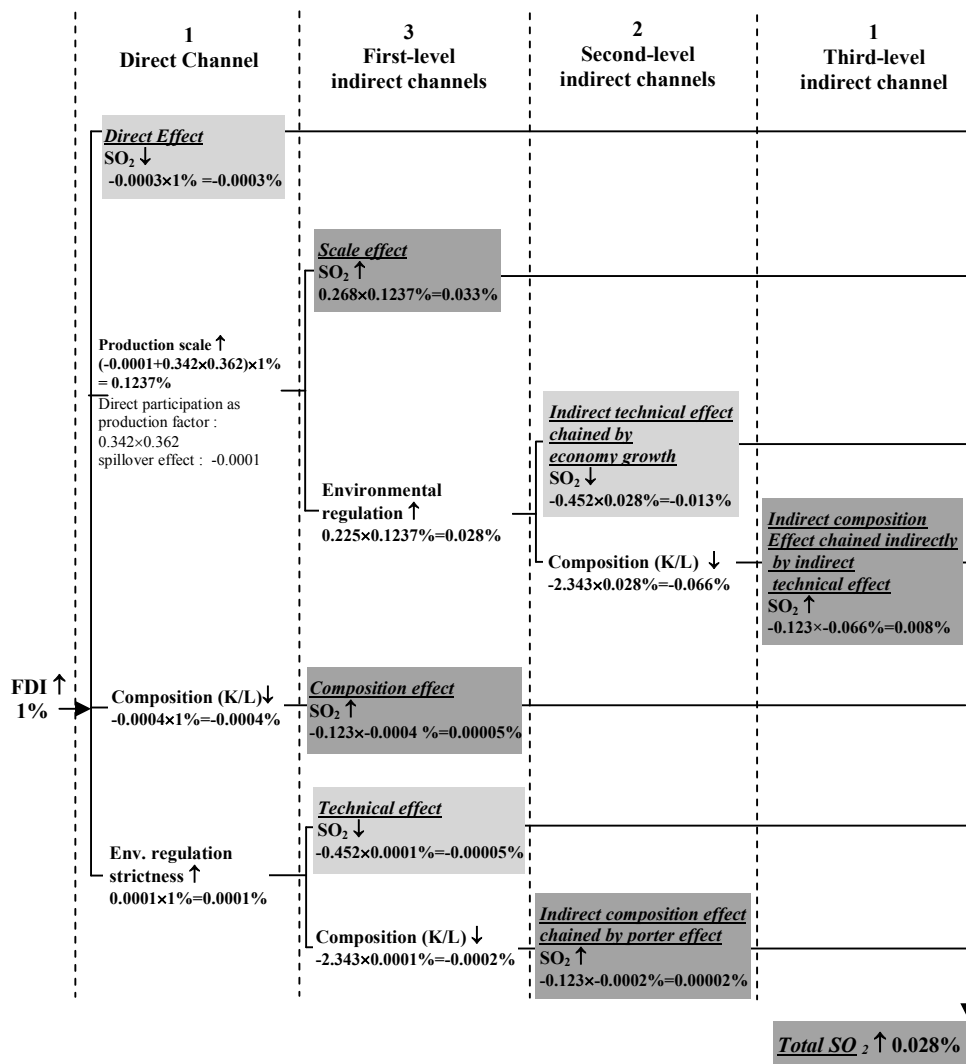 1
Direct Channel
3
First-level
indirect channels
2
Second-level
indirect channels
1
Third-level
indirect channel
Direct Effect
SO₂ ↓
-0.0003×1% =-0.0003%
Scale effect
SO₂ ↑
0.268×0.1237%=0.033%
Production scale ↑
(-0.0001+0.342×0.362)×1%
= 0.1237%
Direct participation as
production factor :
0.342×0.362
spillover effect : -0.0001
Environmental
regulation ↑
0.225×0.1237%=0.028%
Indirect technical effect
chained by
economy growth
SO₂ ↓
-0.452×0.028%=-0.013%
Composition (K/L) ↓
-2.343×0.028%=-0.066%
Indirect composition
Effect chained indirectly
by indirect
technical effect
SO₂ ↑
-0.123×-0.066%=0.008%
FDI ↑
1%
Composition (K/L)↓
-0.0004×1%=-0.0004%
Composition effect
SO₂ ↑
-0.123×-0.0004 %=0.00005%
Env. regulation
strictness ↑
0.0001×1%=0.0001%
Technical effect
SO₂ ↓
-0.452×0.0001%=-0.00005%
Composition (K/L) ↓
-2.343×0.0001%=-0.0002%
Indirect composition effect
chained by porter effect
SO₂ ↑
-0.123×-0.0002%=0.00002%
Total SO ₂ ↑ 0.028%